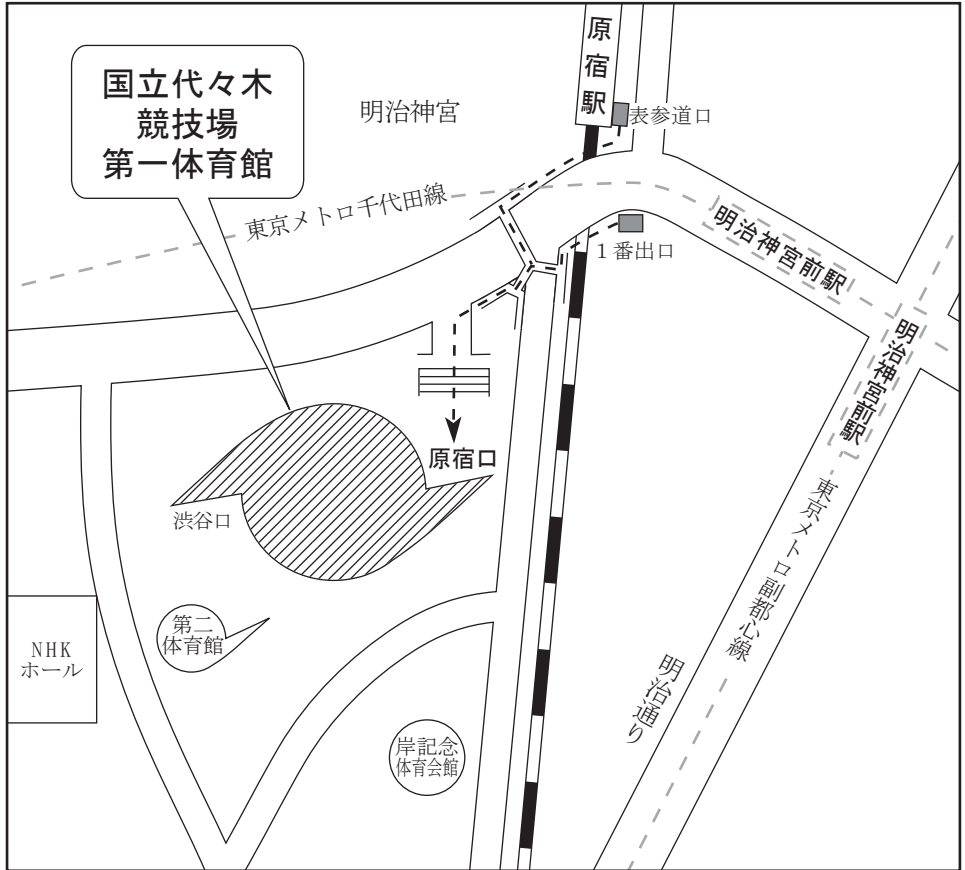 国立代々木
競技場
第一体育館
明治神宮
原宿駅
表参道口
東京メトロ千代田線
明治神宮前駅
1番出口
明治神宮前駅
原宿口
渋谷口
東京メトロ副都心線
第二
体育館
NHK
ホール
明治通り
岸記念
体育会館